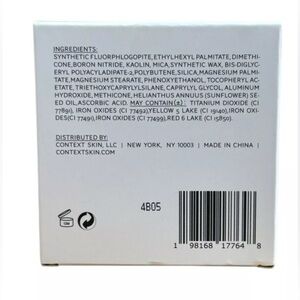 INGREDIENTS:
SYNTHETIC FLUORPHLOGOPITE, ETHYLHEXYL PALMITATE, DIMETHI-
CONE, BORON NITRIDE, KAOLIN, MICA, SYNTHETIC WAX, BIS-DIGLYC-
ERYL POLYACYLADIPATE-2, POLYBUTENE, SILICA, MAGNESIUM PALMI-
TATE, MAGNESIUM STEARATE, PHENOXYETHANOL, TOCOPHERYL
ACETATE, TRIETHOXYCAPRYLYLSILANE, CAPRYLYL GLYCOL, ALUMINUM
HYDROXIDE, METHICONE, HELIANTHUS ANNUUS (SUNFLOWER) SE-
ED OIL, ASCORBIC ACID. MAY CONTAIN(±): TITANIUM DIOXIDE (CI
77891), IRON OXIDES (CI 77492) YELLOW 5 LAKE (CI 19140), IRON OXI-
DES(CI 77491), IRON OXIDES (CI 77499), RED 6 LAKE (CI 15850).
DISTRIBUTED BY:
CONTEXT SKIN, LLC | NEW YORK, NY 10003 | MADE IN CHINA |
CONTEXTSKIN.COM
4B05
12M
1 98168 17764 8